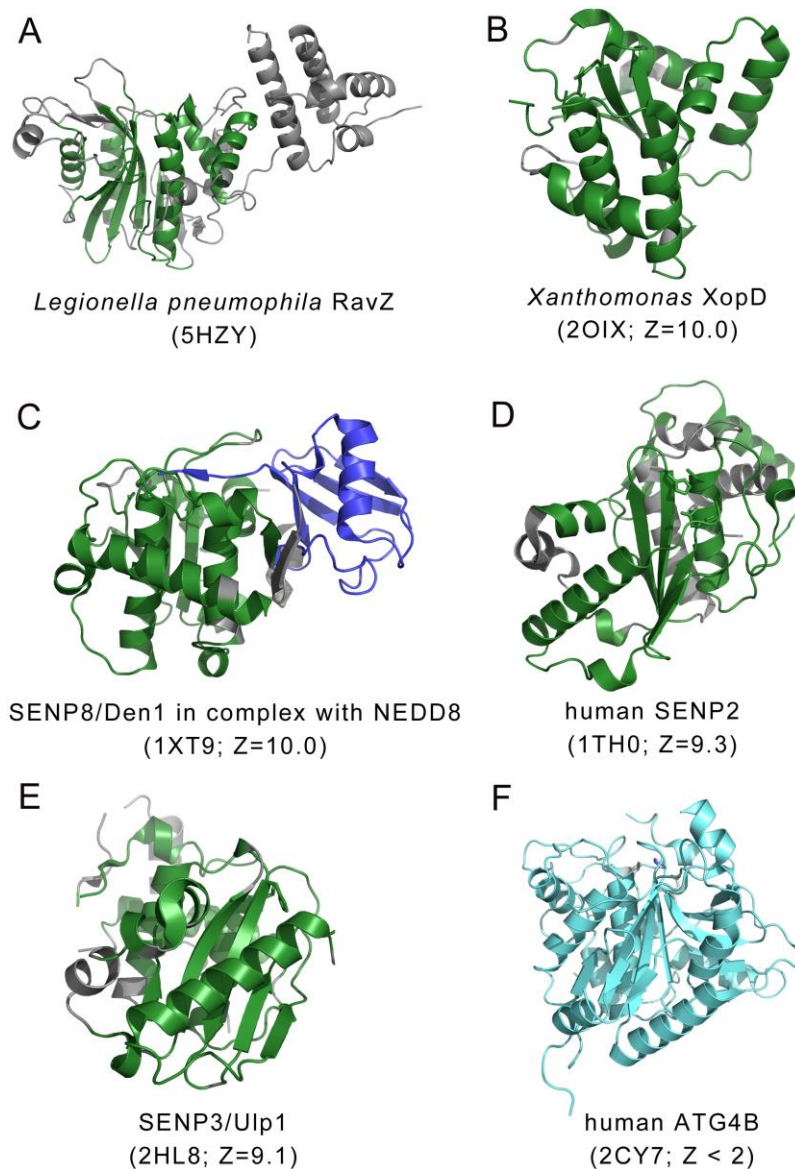 A
B
Legionella pneumophila RavZ
(5HZY)
Xanthomonas XopD
(2OIX; Z=10.0)
C
D
SENP8/Den1 in complex with NEDD8
(1XT9; Z=10.0)
human SENP2
(1TH0; Z=9.3)
E
F
SENP3/Ulp1
(2HL8; Z=9.1)
human ATG4B
(2CY7; Z < 2)